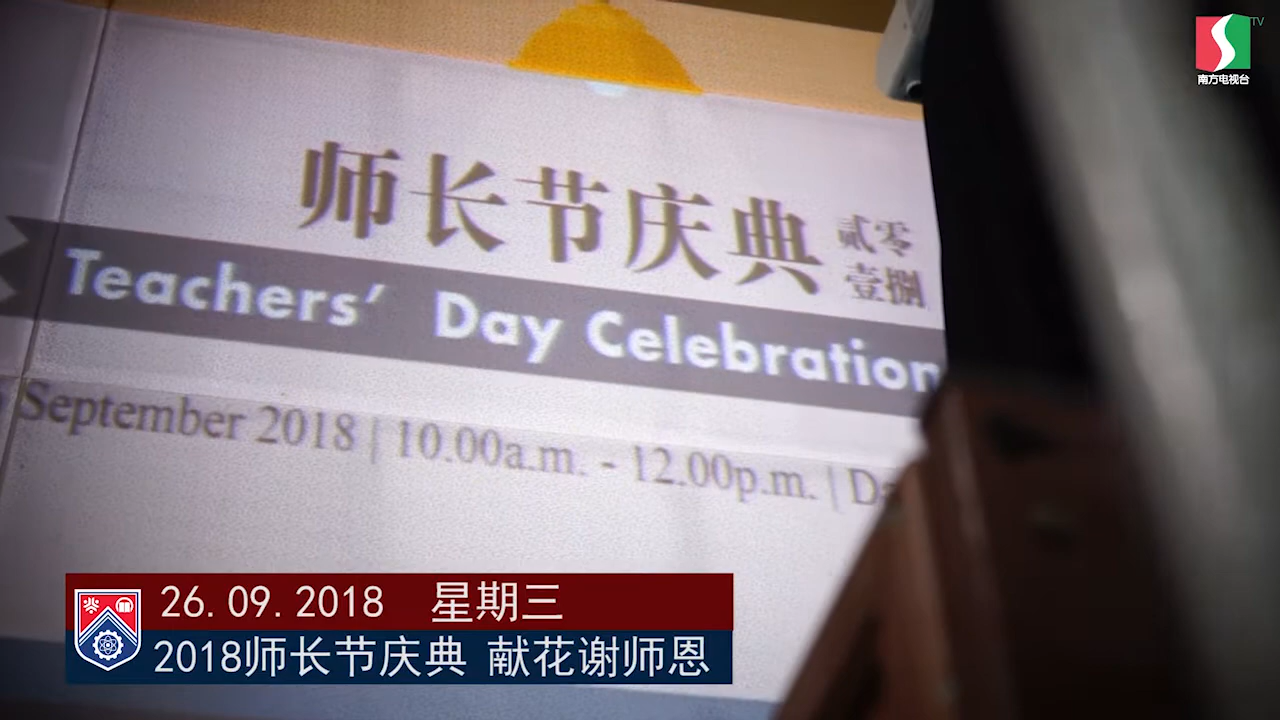 TV
南方电视台
师长节庆典
贰零
壹捌
Teachers’ Day Celebration
September 2018 | 10.00a.m. - 12.00p.m. |
26.09.2018 星期三
2018师长节庆典 献花谢师恩